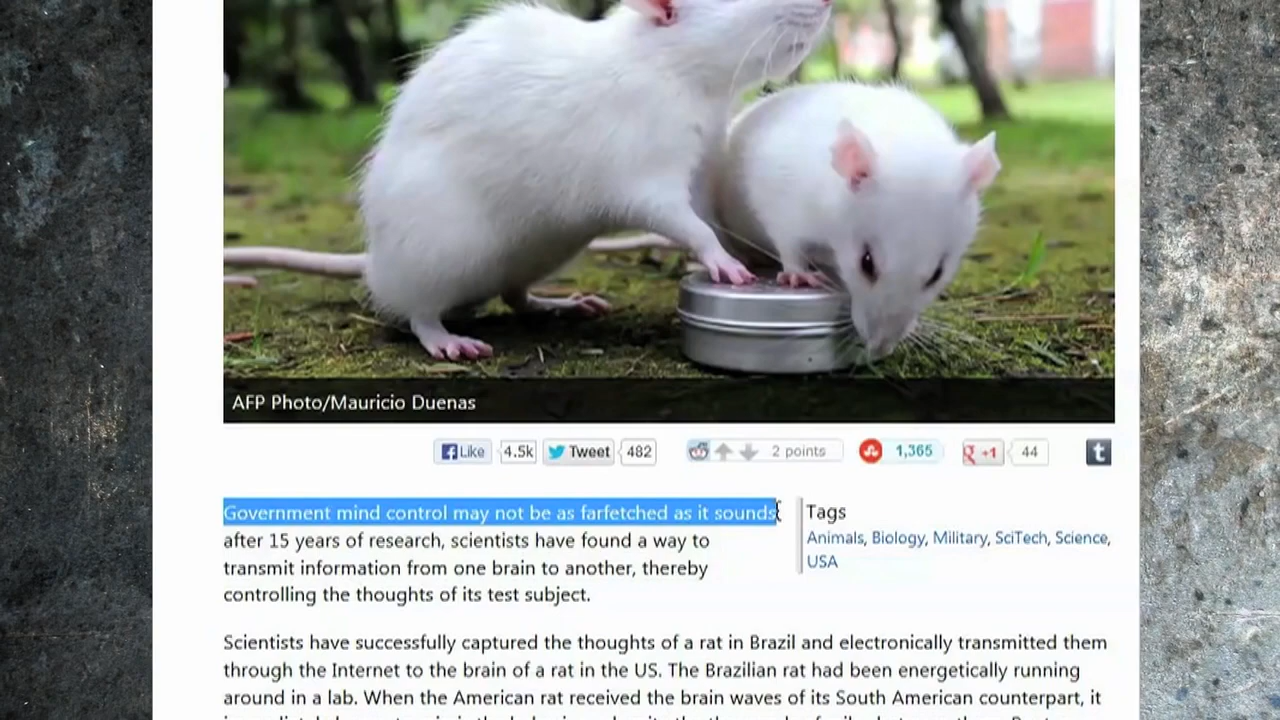 AFP Photo/Mauricio Duenas
Like 4.5k Tweet 482 2 points 1,365 +1 44
Government mind control may not be as farfetched as it sounds
after 15 years of research, scientists have found a way to
transmit information from one brain to another, thereby
controlling the thoughts of its test subject.
Tags
Animals, Biology, Military, SciTech, Science,
USA
Scientists have successfully captured the thoughts of a rat in Brazil and electronically transmitted them
through the Internet to the brain of a rat in the US. The Brazilian rat had been energetically running
around in a lab. When the American rat received the brain waves of its South American counterpart, it